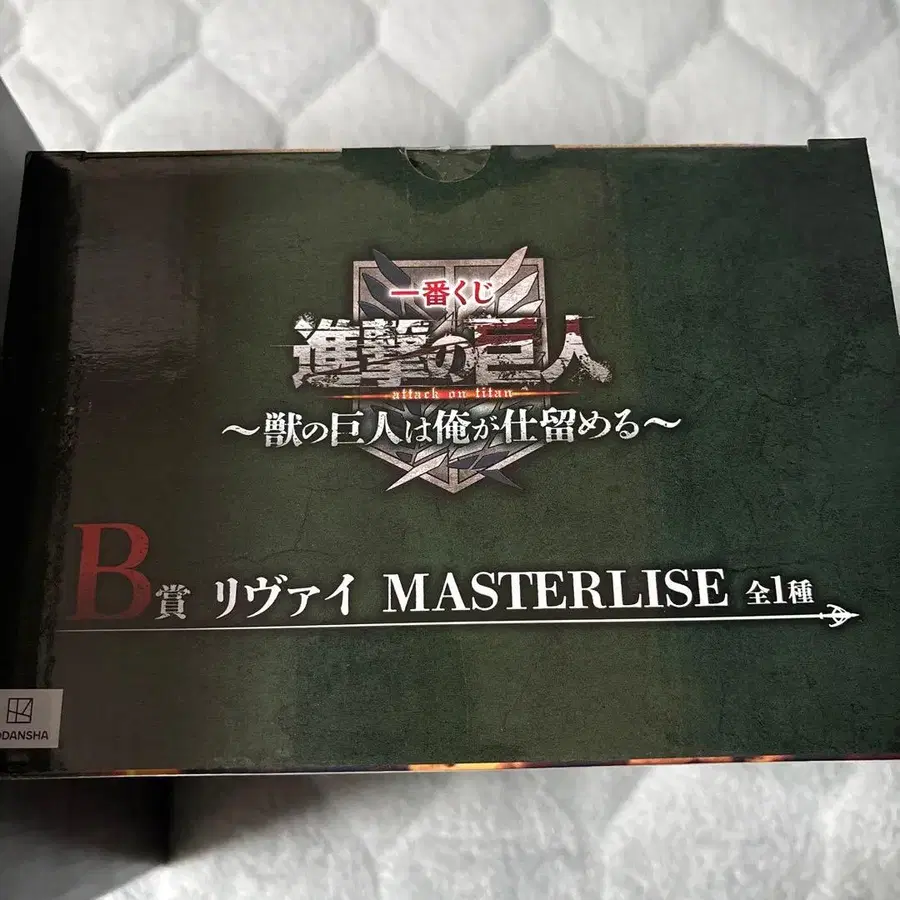 一番くじ
進撃の巨人
attack on titan
～獣の巨人は俺が仕留める～
B賞 リヴァイ MASTERLISE 全1種
ODANSHA